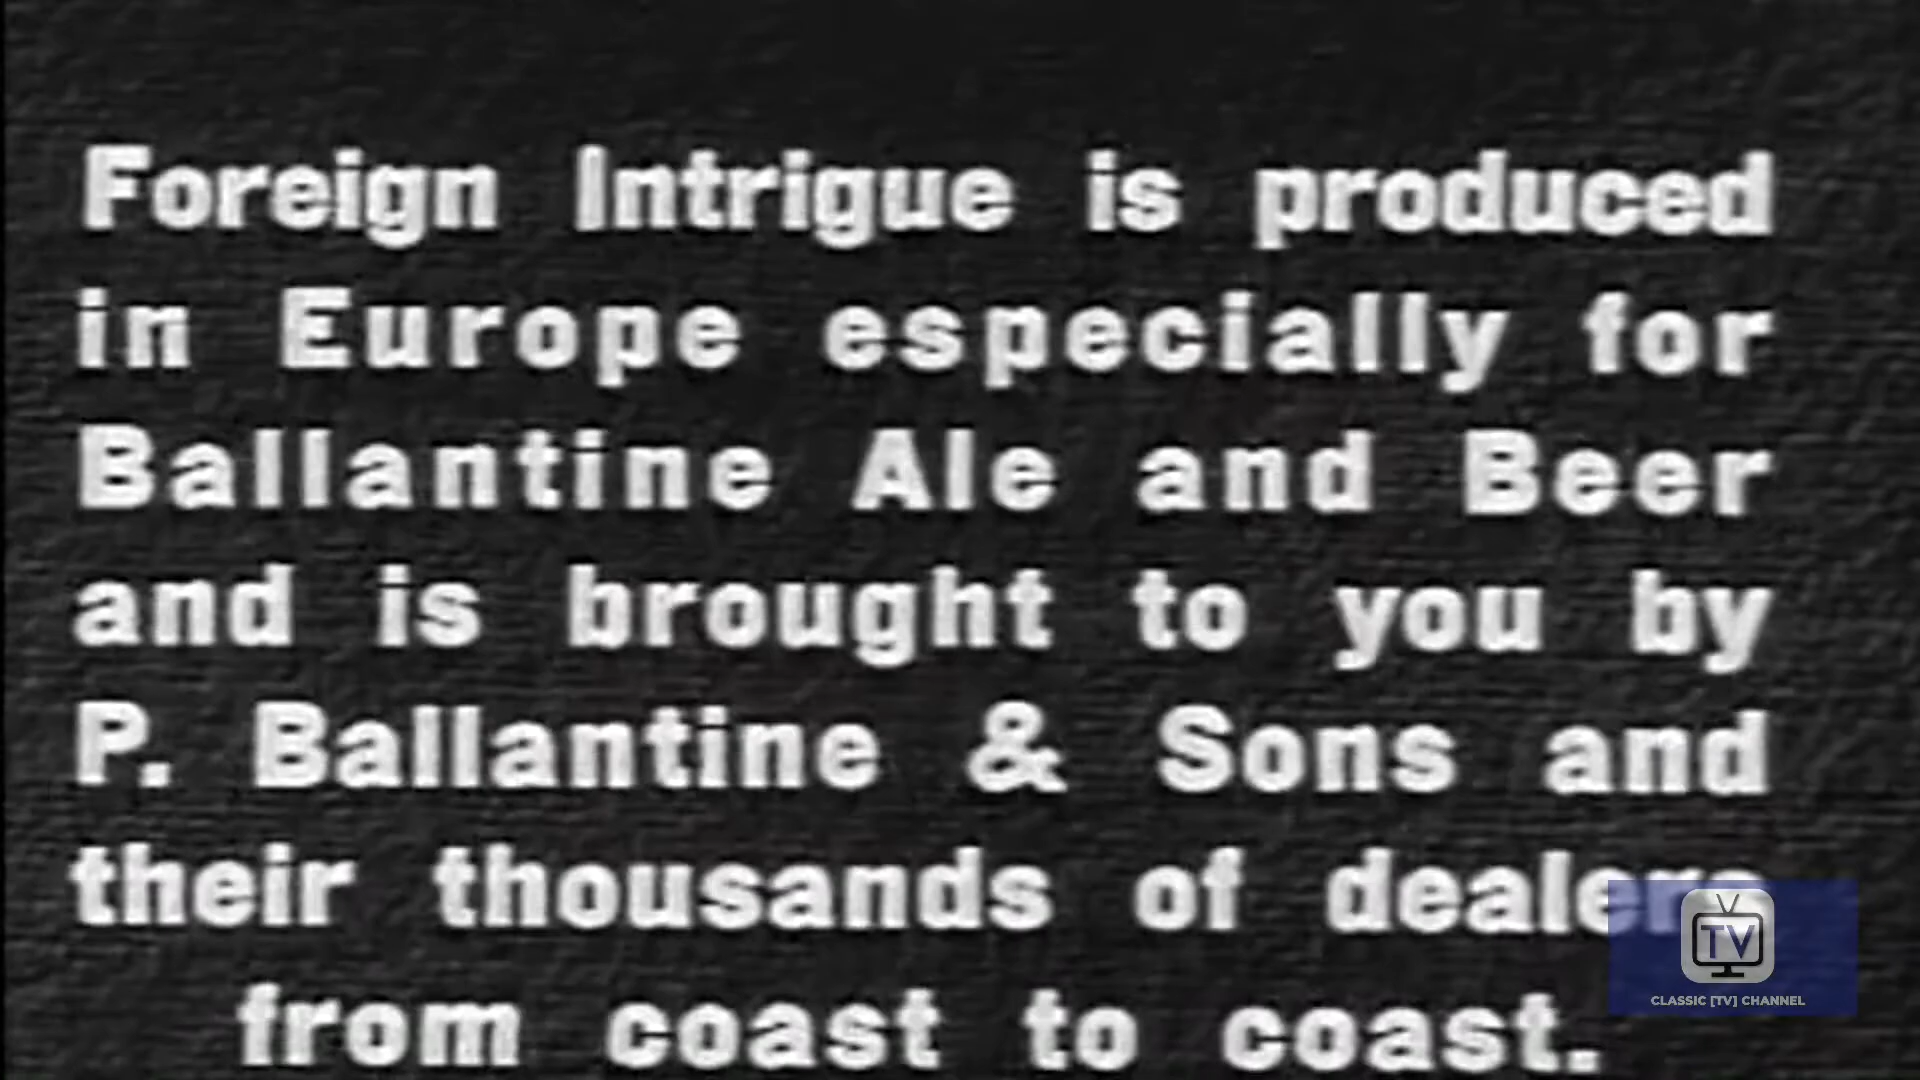 Foreign Intrigue is produced
in Europe especially for
Ballantine Ale and Beer
and is brought to you by
P. Ballantine & Sons and
their thousands of dealers
from coast to coast.
TV
CLASSIC [TV] CHANNEL